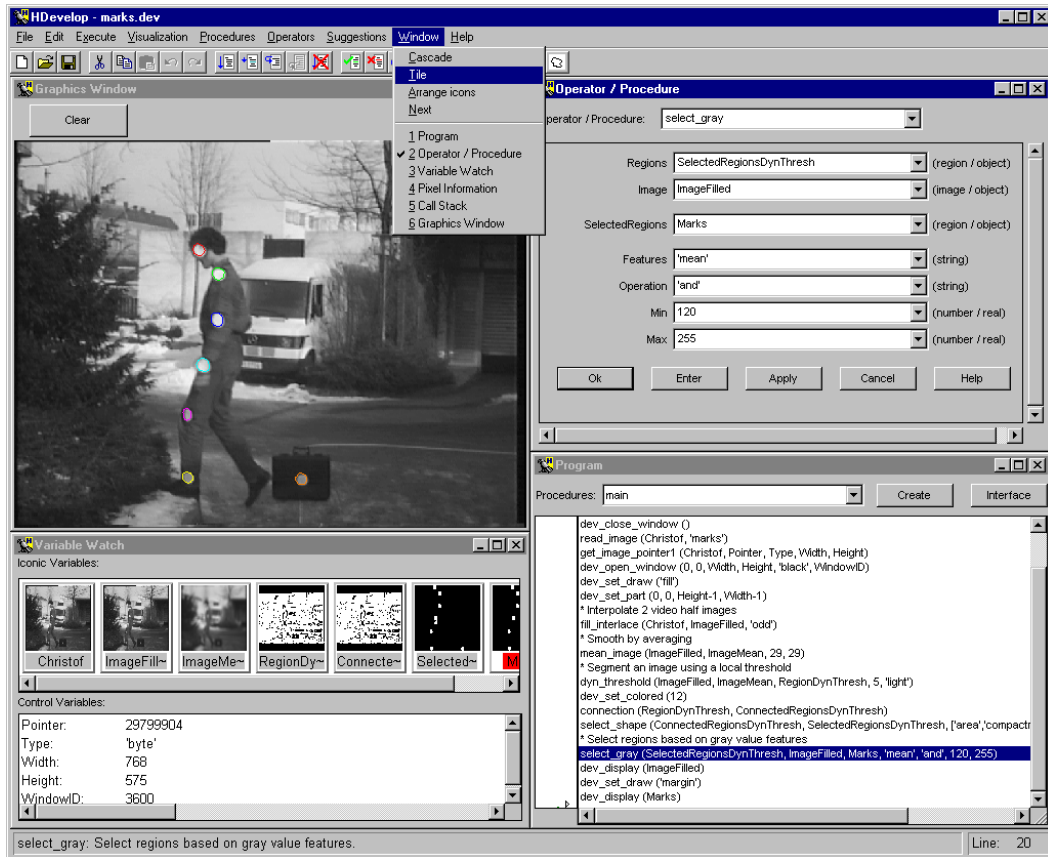 HDevelop - marks.dev
File Edit Execute Visualization Procedures Operators Suggestions Window Help
Cascade
Tile
Arrange icons
Next
1 Program
2 Operator / Procedure
3 Variable Watch
4 Pixel Information
5 Call Stack
6 Graphics Window
Graphics Window
Clear
Operator / Procedure
perator / Procedure: select_gray
Regions SelectedRegionsDynThresh (region / object)
Image ImageFilled (image / object)
SelectedRegions Marks (region / object)
Features 'mean' (string)
Operation 'and' (string)
Min 120 (number / real)
Max 255 (number / real)
Ok Enter Apply Cancel Help
Program
Procedures: main Create Interface
dev_close_window ()
read_image (Christof, 'marks')
get_image_pointer1 (Christof, Pointer, Type, Width, Height)
dev_open_window (0, 0, Width, Height, 'black', WindowID)
dev_set_draw ('fill')
dev_set_part (0, 0, Height-1, Width-1)
* Interpolate 2 video half images
fill_interlace (Christof, ImageFilled, 'odd')
* Smooth by averaging
mean_image (ImageFilled, ImageMean, 29, 29)
* Segment an image using a local threshold
dyn_threshold (ImageFilled, ImageMean, RegionDynThresh, 5, 'light')
dev_set_colored (12)
connection (RegionDynThresh, ConnectedRegionsDynThresh)
select_shape (ConnectedRegionsDynThresh, SelectedRegionsDynThresh, ['area','compactn
* Select regions based on gray value features
select_gray (SelectedRegionsDynThresh, ImageFilled, Marks, 'mean', 'and', 120, 255)
dev_display (ImageFilled)
dev_set_draw ('margin')
dev_display (Marks)
Variable Watch
Iconic Variables:
Christof ImageFill~ ImageMe~ RegionDy~ Connecte~ Selected~ M
Control Variables:
Pointer: 29799904
Type: 'byte'
Width: 768
Height: 575
WindowID: 3600
select_gray: Select regions based on gray value features.
Line: 20